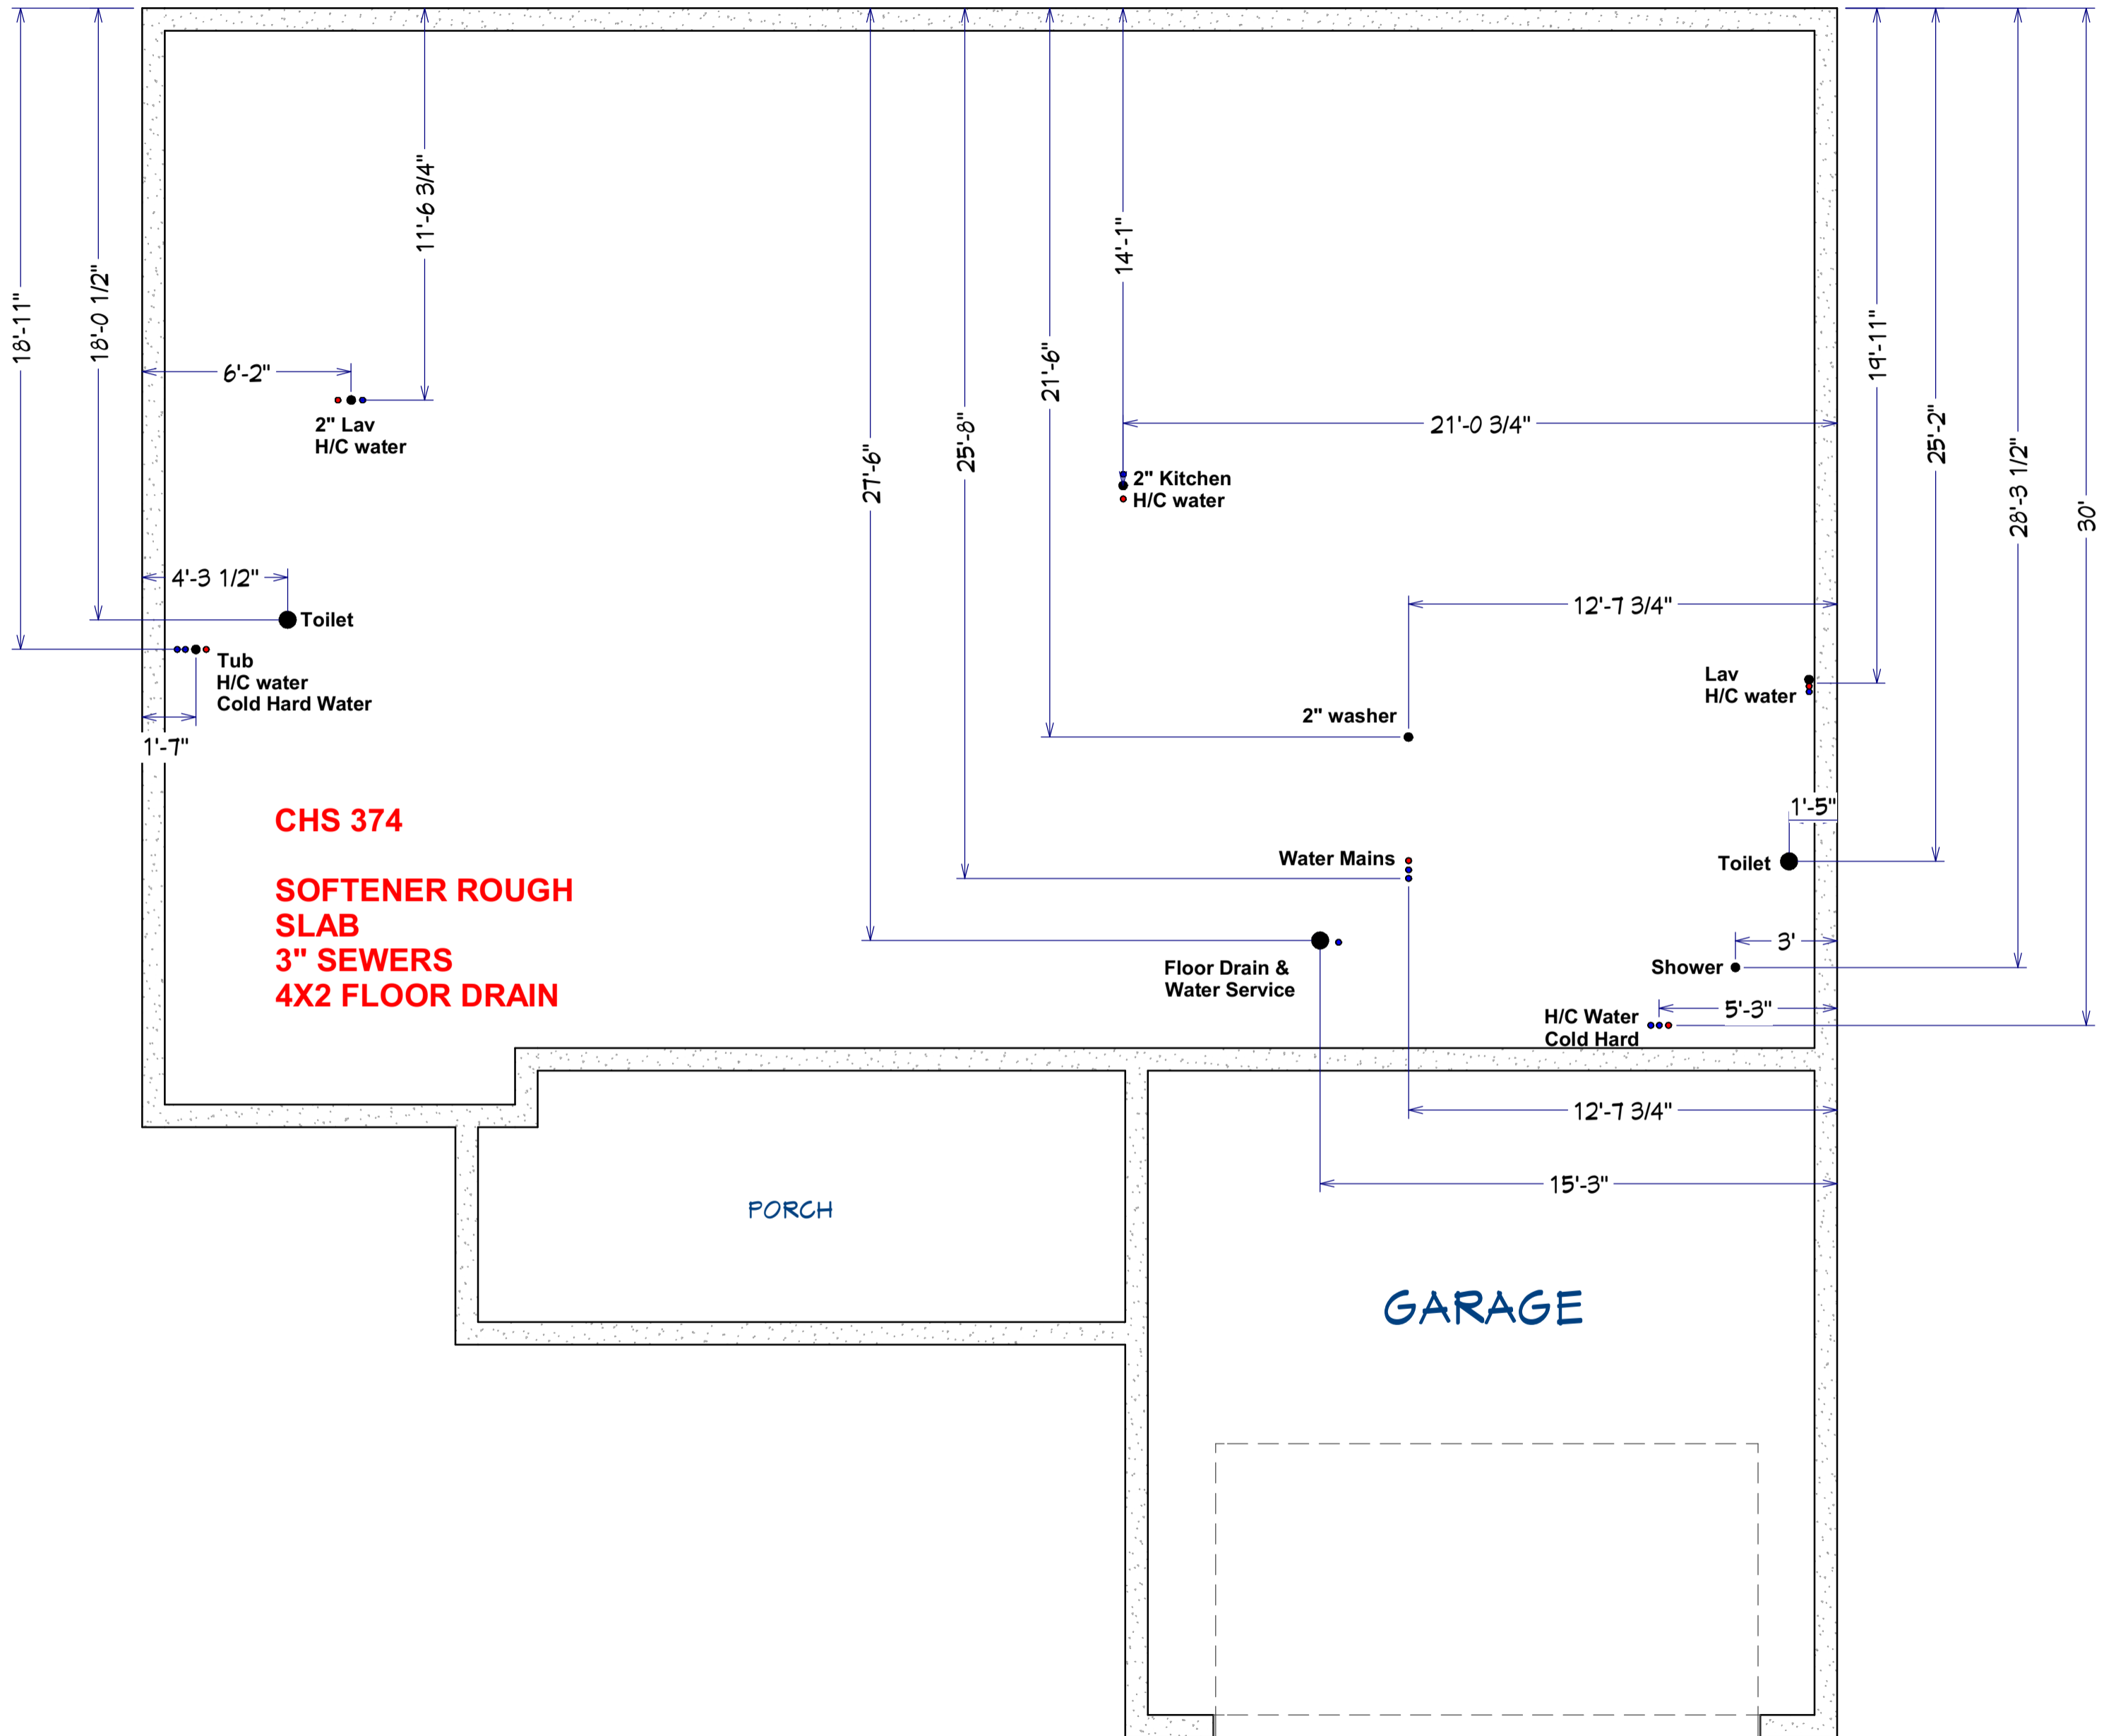 18'-11"
18'-0 1/2"
11'-6 3/4"
6'-2"
2" Lav
H/C water
4'-3 1/2"
Toilet
Tub
H/C water
Cold Hard Water
1'-7"
CHS 374
SOFTENER ROUGH
SLAB
3" SEWERS
4X2 FLOOR DRAIN
27'-6"
25'-8"
21'-6"
14'-1"
21'-0 3/4"
2" Kitchen
H/C water
12'-7 3/4"
2" washer
Lav
H/C water
19'-11"
25'-2"
28'-3 1/2"
30'
1'-5"
Water Mains
Toilet
Floor Drain &
Water Service
3'
Shower
5'-3"
H/C Water
Cold Hard
12'-7 3/4"
15'-3"
PORCH
GARAGE